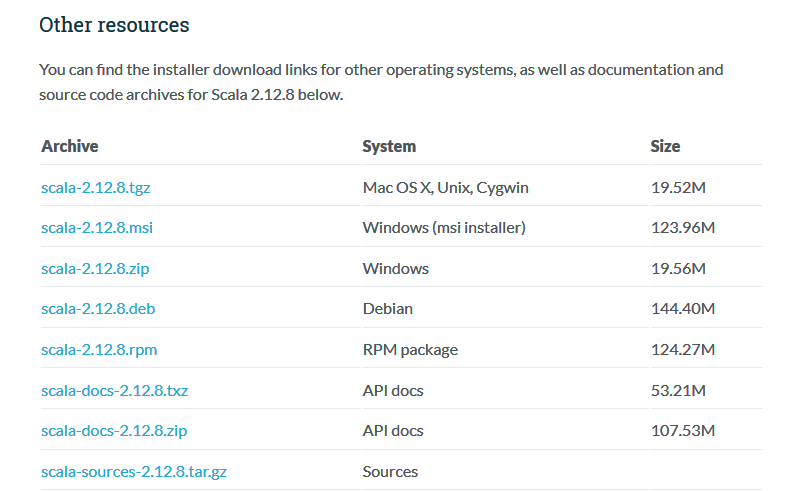 Other resources
You can find the installer download links for other operating systems, as well as documentation and
source code archives for Scala 2.12.8 below.
Archive System Size
scala-2.12.8.tgz Mac OS X, Unix, Cygwin 19.52M
scala-2.12.8.msi Windows (msi installer) 123.96M
scala-2.12.8.zip Windows 19.56M
scala-2.12.8.deb Debian 144.40M
scala-2.12.8.rpm RPM package 124.27M
scala-docs-2.12.8.txz API docs 53.21M
scala-docs-2.12.8.zip API docs 107.53M
scala-sources-2.12.8.tar.gz Sources